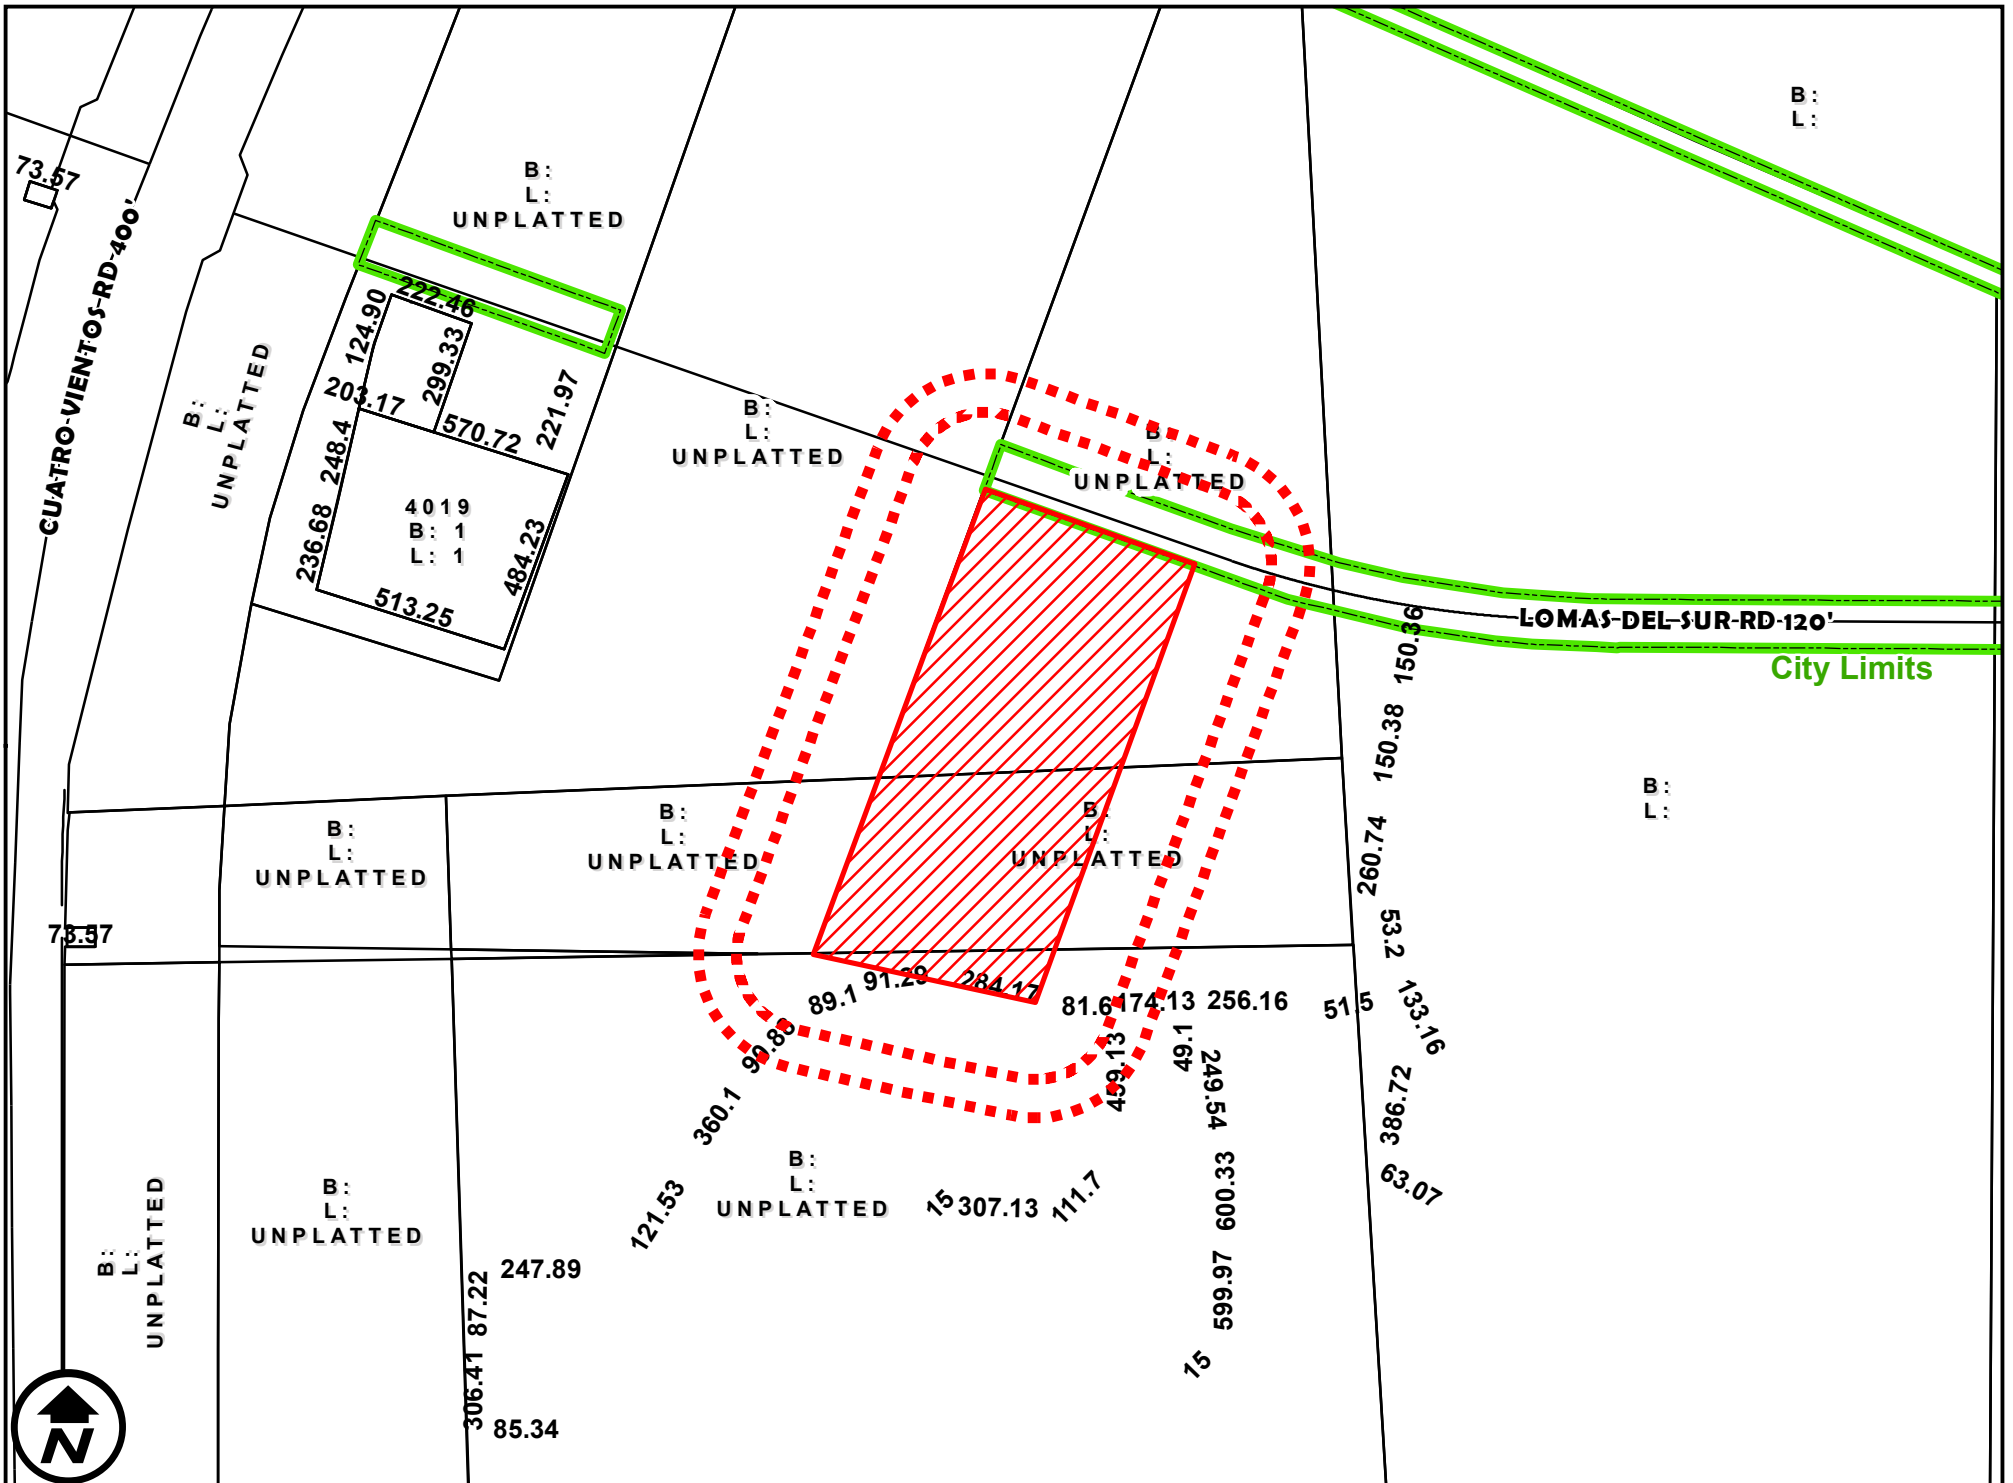 B:
L:
73.57
CUATRO-VIENTOS-RD-400'
B:
L:
UNPLATTED
B:
L:
UNPLATTED
222.46
124.90
299.33
203.17
221.97
570.72
248.4
236.68
4019
B: 1
L: 1
484.23
513.25
B:
L:
UNPLATTED
B:
L:
UNPLATTED
LOMAS-DEL-SUR-RD-120'
City Limits
150.36
150.38
260.74
53.2
133.16
386.72
63.07
B:
L:
B:
L:
UNPLATTED
B:
L:
UNPLATTED
B:
L:
UNPLATTED
73.57
89.1
91.29
284.17
81.6
174.13
256.16
51.5
90.88
360.1
121.53
459.13
49.1
249.54
600.33
599.97
15
B:
L:
UNPLATTED
15
307.13
111.7
B:
L:
UNPLATTED
B:
L:
UNPLATTED
247.89
87.22
306.41
85.34
N